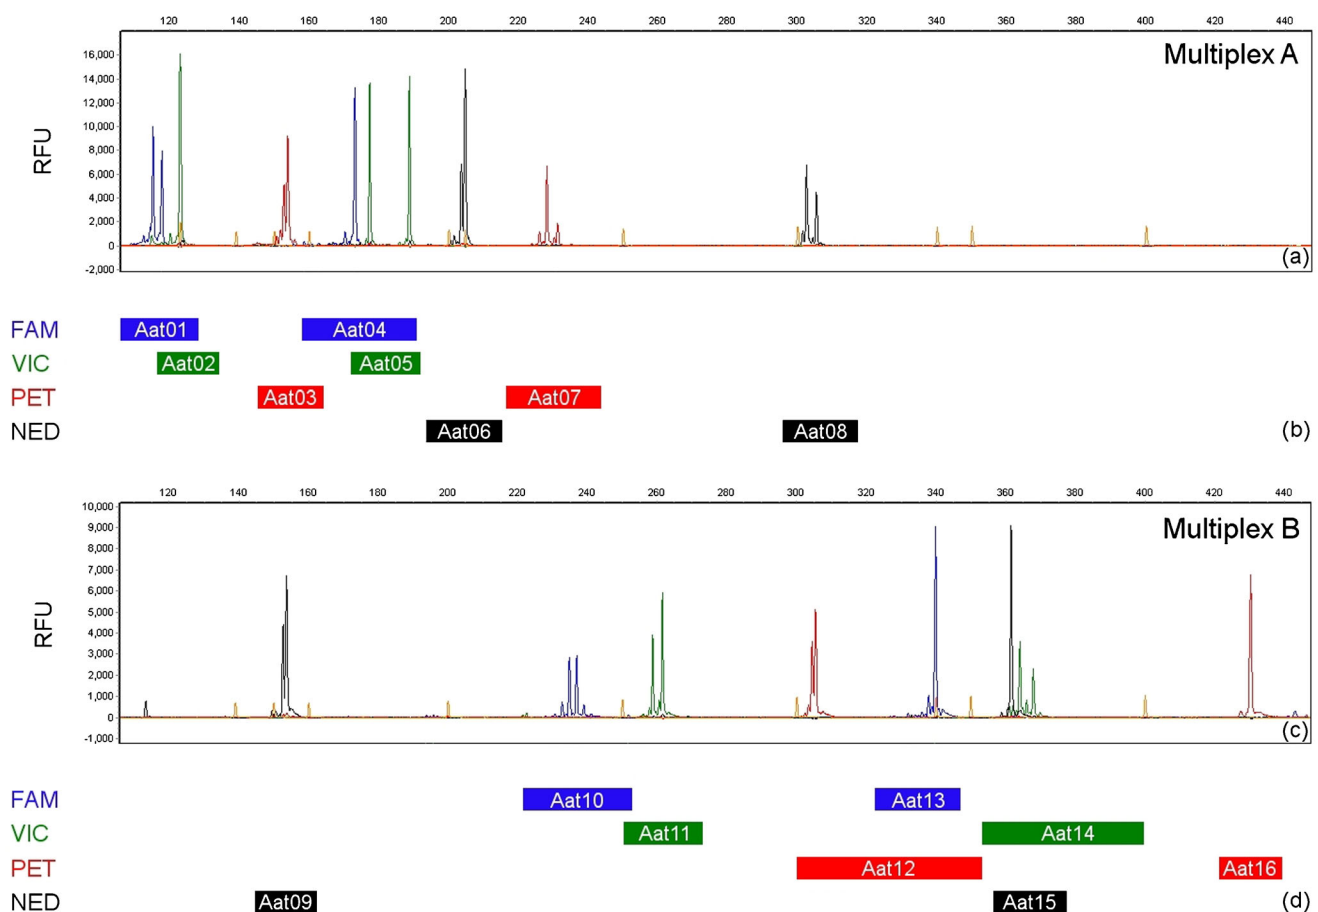 120 140 160 180 200 220 240 260 280 300 320 340 360 380 400 420 440
Multiplex A
16,000
14,000
12,000
10,000
8,000
6,000
4,000
2,000
0
-2,000
RFU
(a)
FAM Aat01 Aat04
VIC Aat02 Aat05
PET Aat03 Aat07
NED Aat06 Aat08 (b)
120 140 160 180 200 220 240 260 280 300 320 340 360 380 400 420 440
Multiplex B
10,000
9,000
8,000
7,000
6,000
5,000
4,000
3,000
2,000
1,000
0
-1,000
RFU
(c)
FAM Aat10 Aat13
VIC Aat11 Aat14
PET Aat12 Aat16
NED Aat09 Aat15 (d)